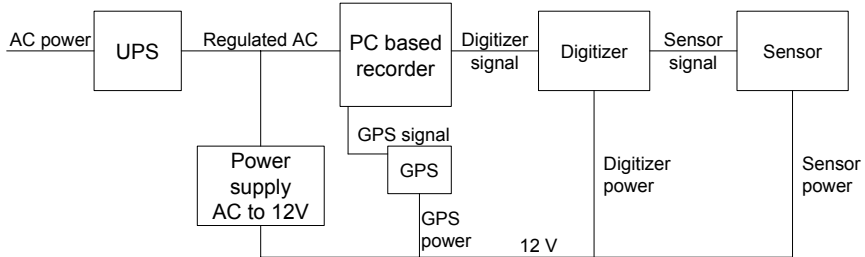 AC power
UPS
Regulated AC
PC based
recorder
Digitizer
signal
Digitizer
Sensor
signal
Sensor
GPS signal
GPS
Power
supply
AC to 12V
GPS
power
12 V
Digitizer
power
Sensor
power